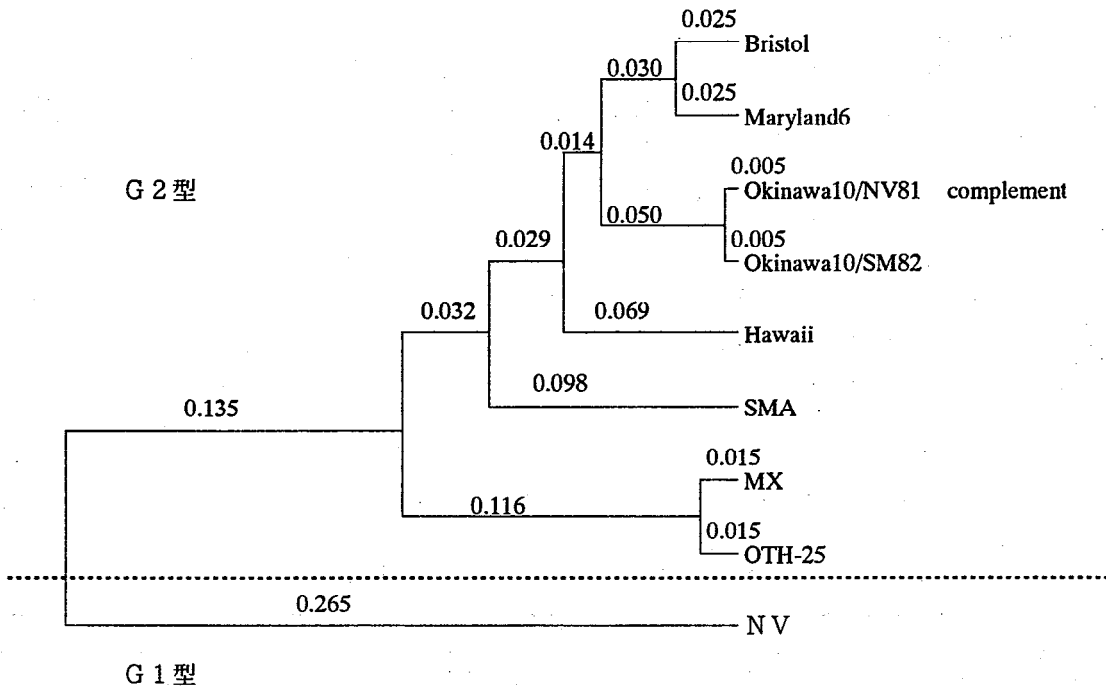 0.025
Bristol
0.030
0.025
Maryland6
0.014
0.005
G 2 型
Okinawa10/NV81 complement
0.050
0.005
0.029
Okinawa10/SM82
0.032
0.069
Hawaii
0.098
0.135
SMA
0.015
MX
0.116
0.015
OTH-25
0.265
N V
G 1 型